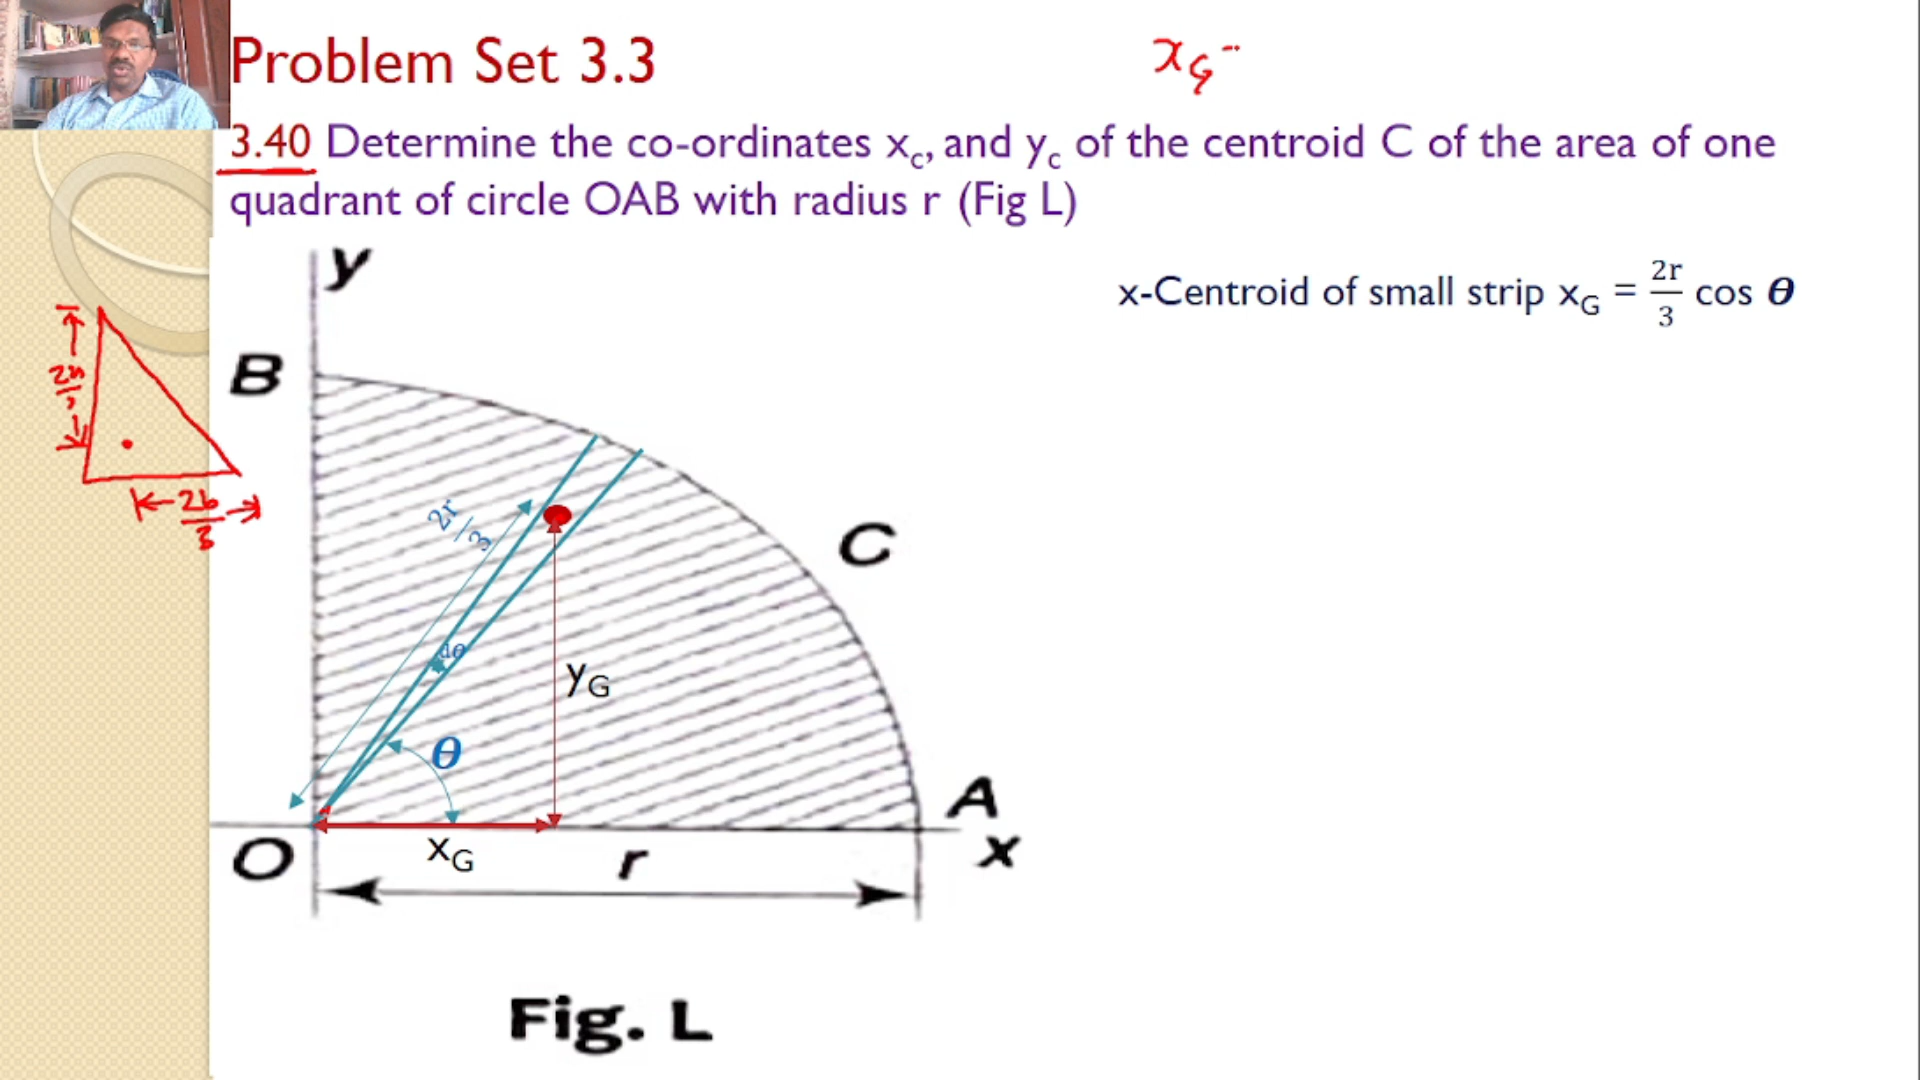 Problem Set 3.3
x_G -
3.40 Determine the co-ordinates x_c, and y_c of the centroid C of the area of one
quadrant of circle OAB with radius r (Fig L)
y
x-Centroid of small strip x_G = 2r/3 cos θ
B
2b/3
2r/3
C
dθ
y_G
θ
A
O
x_G
r
x
Fig. L